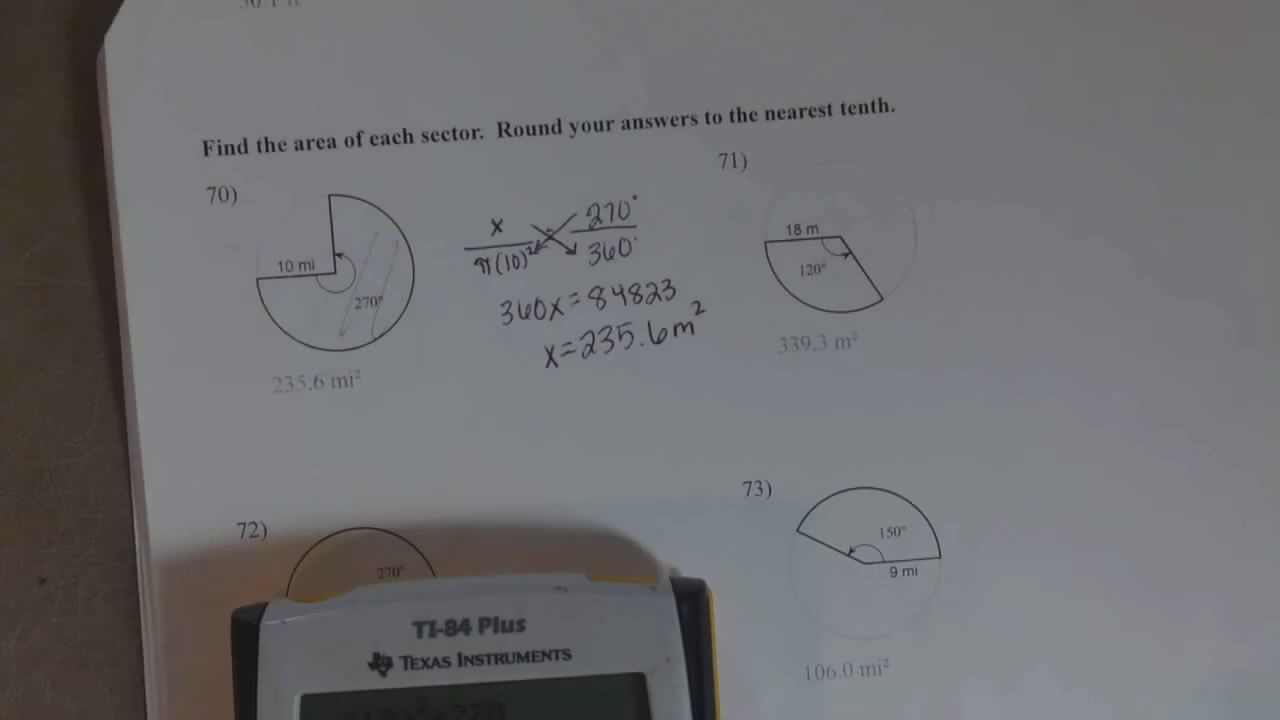 Find the area of each sector. Round your answers to the nearest tenth.
70)
10 mi
270°
235.6 mi²
x / π(10)² = 270° / 360°
360x = 84823
x = 235.6 m²
71)
18 m
120°
339.3 m²
72)
270°
73)
150°
9 mi
106.0 mi²
TI-84 Plus
TEXAS INSTRUMENTS